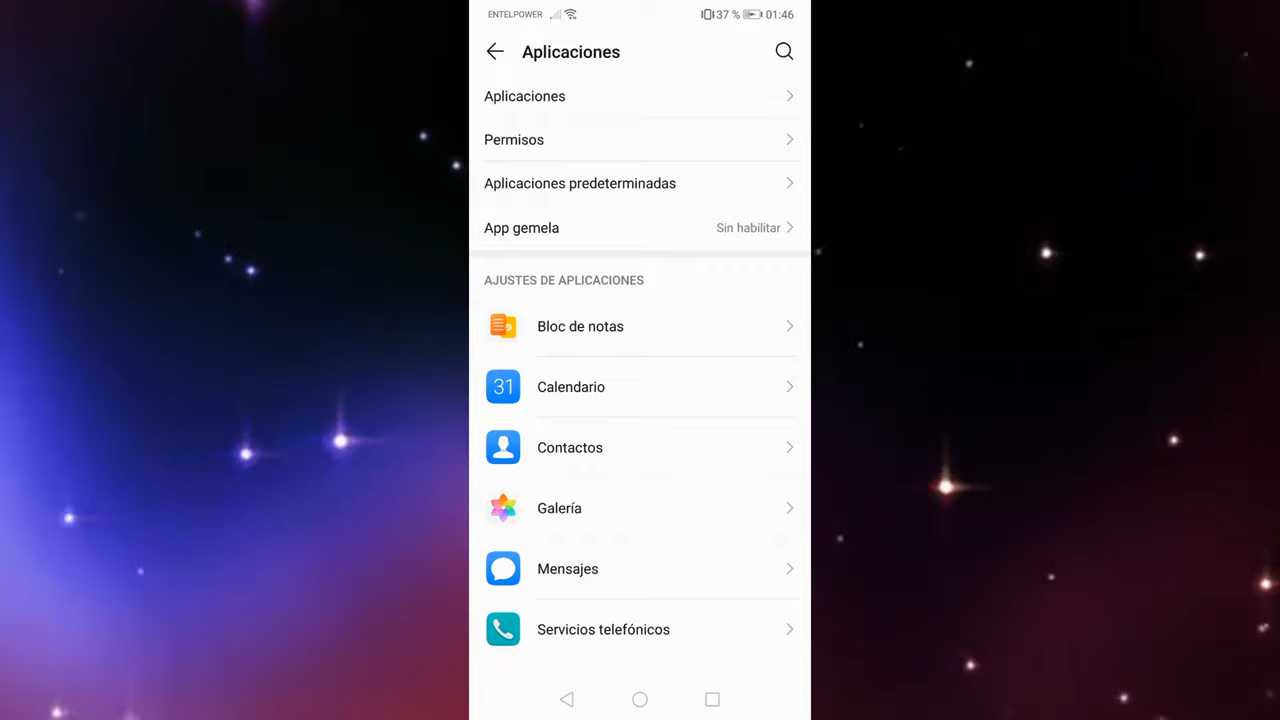 ENTELPOWER 37 % 01:46
Aplicaciones
Aplicaciones
Permisos
Aplicaciones predeterminadas
App gemela Sin habilitar
AJUSTES DE APLICACIONES
Bloc de notas
31 Calendario
Contactos
Galería
Mensajes
Servicios telefónicos